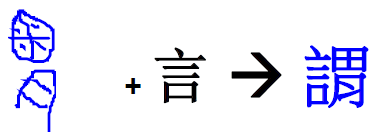 + 言 → 謂